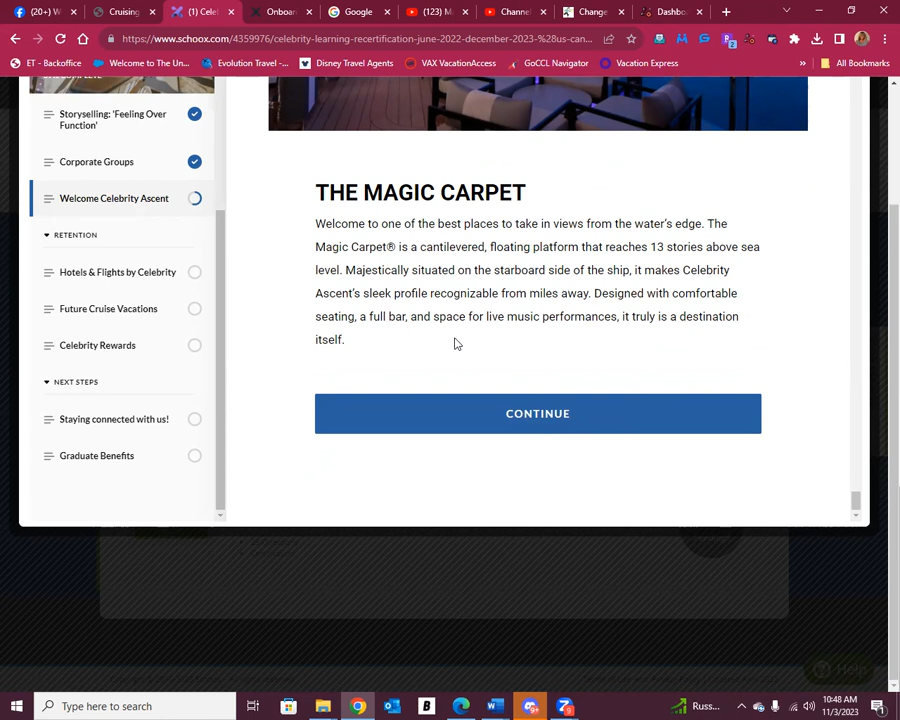 (20+) W
Cruising
(1) Cele
Onboar
Google
(123) M
Channel
Change
Dashbo
https://www.schoox.com/4359976/celebrity-learning-recertification-june-2022-december-2023-%28us-can...
ET - Backoffice
Welcome to The Un...
Evolution Travel -...
Disney Travel Agents
VAX VacationAccess
GoCCL Navigator
Vacation Express
»
All Bookmarks
Storyselling: 'Feeling Over
Function'
Corporate Groups
Welcome Celebrity Ascent
RETENTION
Hotels & Flights by Celebrity
Future Cruise Vacations
Celebrity Rewards
NEXT STEPS
Staying connected with us!
Graduate Benefits
THE MAGIC CARPET
Welcome to one of the best places to take in views from the water's edge. The
Magic Carpet® is a cantilevered, floating platform that reaches 13 stories above sea
level. Majestically situated on the starboard side of the ship, it makes Celebrity
Ascent's sleek profile recognizable from miles away. Designed with comfortable
seating, a full bar, and space for live music performances, it truly is a destination
itself.
CONTINUE
Help
Type here to search
Russ...
10:48 AM
11/3/2023